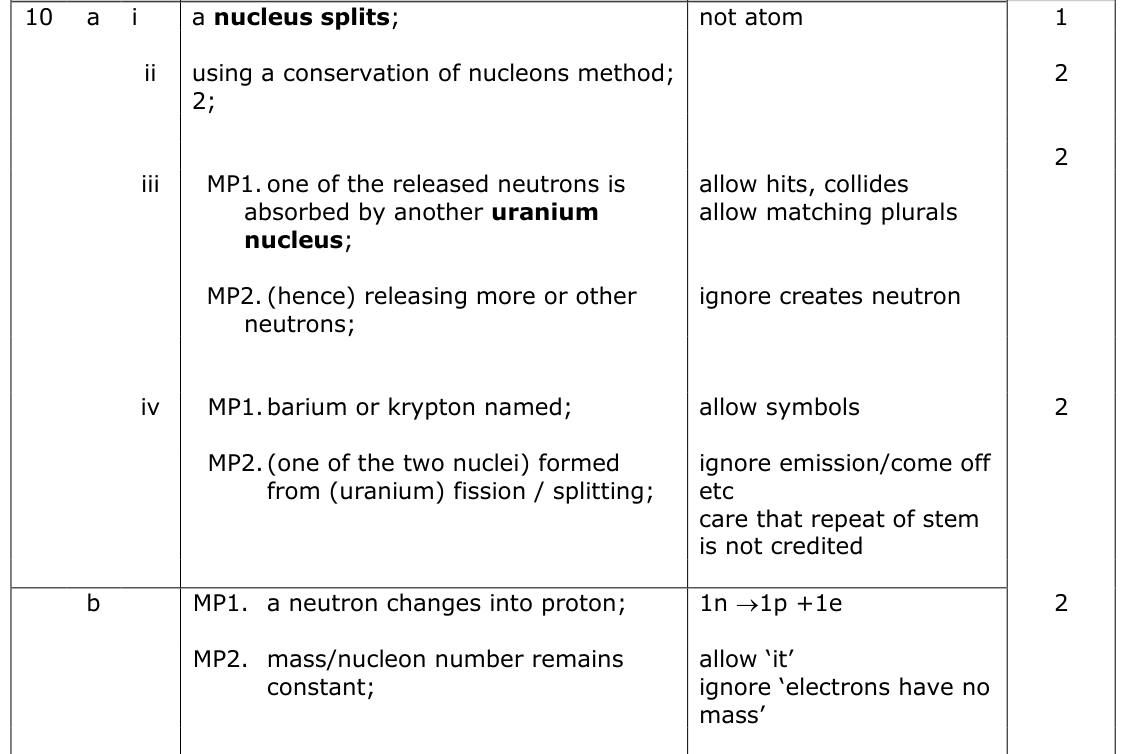 10 a i a nucleus splits; not atom 1
ii using a conservation of nucleons method; 2
2;
2
iii MP1. one of the released neutrons is allow hits, collides
absorbed by another uranium allow matching plurals
nucleus;
MP2. (hence) releasing more or other ignore creates neutron
neutrons;
iv MP1. barium or krypton named; allow symbols 2
MP2. (one of the two nuclei) formed ignore emission/come off
from (uranium) fission / splitting; etc
care that repeat of stem
is not credited
b MP1. a neutron changes into proton; 1n →1p +1e 2
MP2. mass/nucleon number remains allow ‘it’
constant; ignore ‘electrons have no
mass’